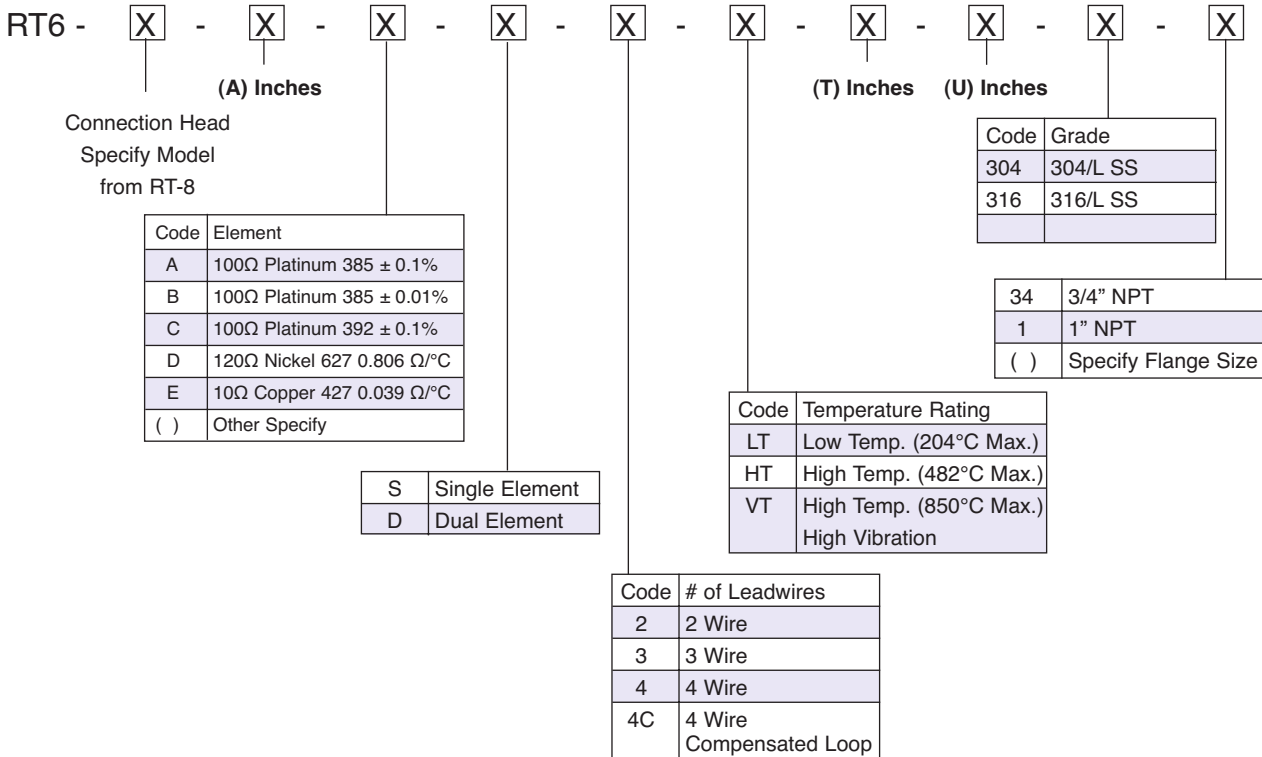 RT6 - X - X - X - X - X - X - X - X - X - X
(A) Inches
(T) Inches
(U) Inches
Connection Head
Specify Model
from RT-8
Code Grade
304 304/L SS
316 316/L SS
Code Element
A 100Ω Platinum 385 ± 0.1%
B 100Ω Platinum 385 ± 0.01%
C 100Ω Platinum 392 ± 0.1%
D 120Ω Nickel 627 0.806 Ω/°C
E 10Ω Copper 427 0.039 Ω/°C
( ) Other Specify
34 3/4” NPT
1 1” NPT
( ) Specify Flange Size
Code Temperature Rating
LT Low Temp. (204°C Max.)
HT High Temp. (482°C Max.)
VT High Temp. (850°C Max.)
High Vibration
S Single Element
D Dual Element
Code # of Leadwires
2 2 Wire
3 3 Wire
4 4 Wire
4C 4 Wire
Compensated Loop